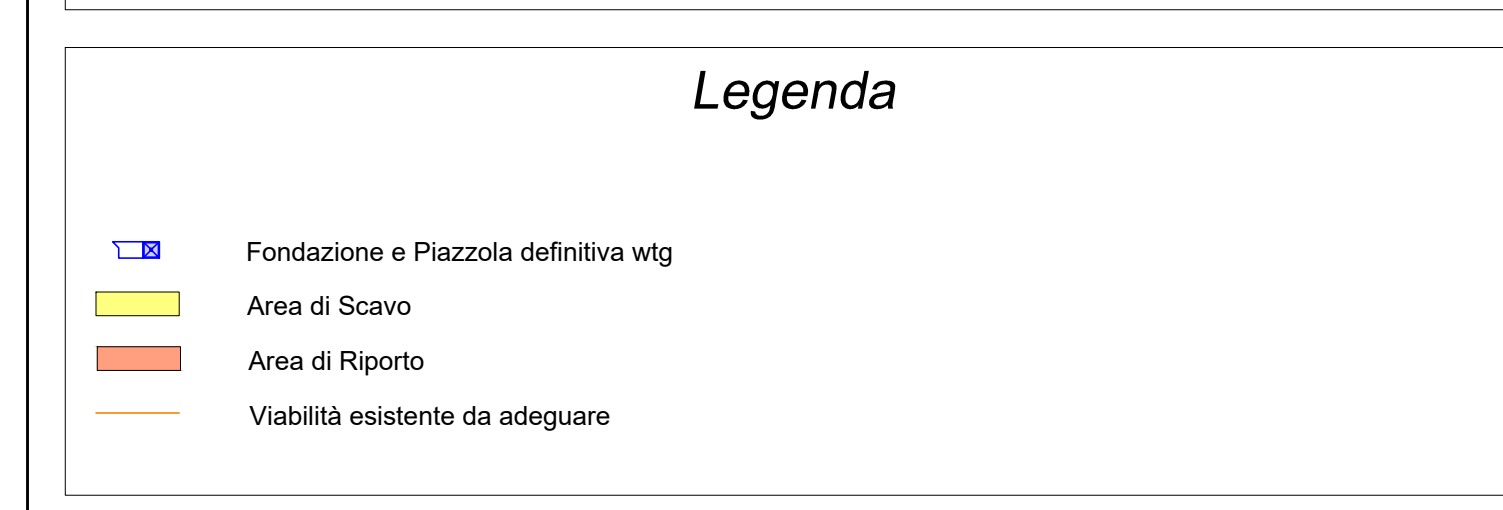 Legenda
Fondazione e Piazzola definitiva wtg
Area di Scavo
Area di Riporto
Viabilità esistente da adeguare